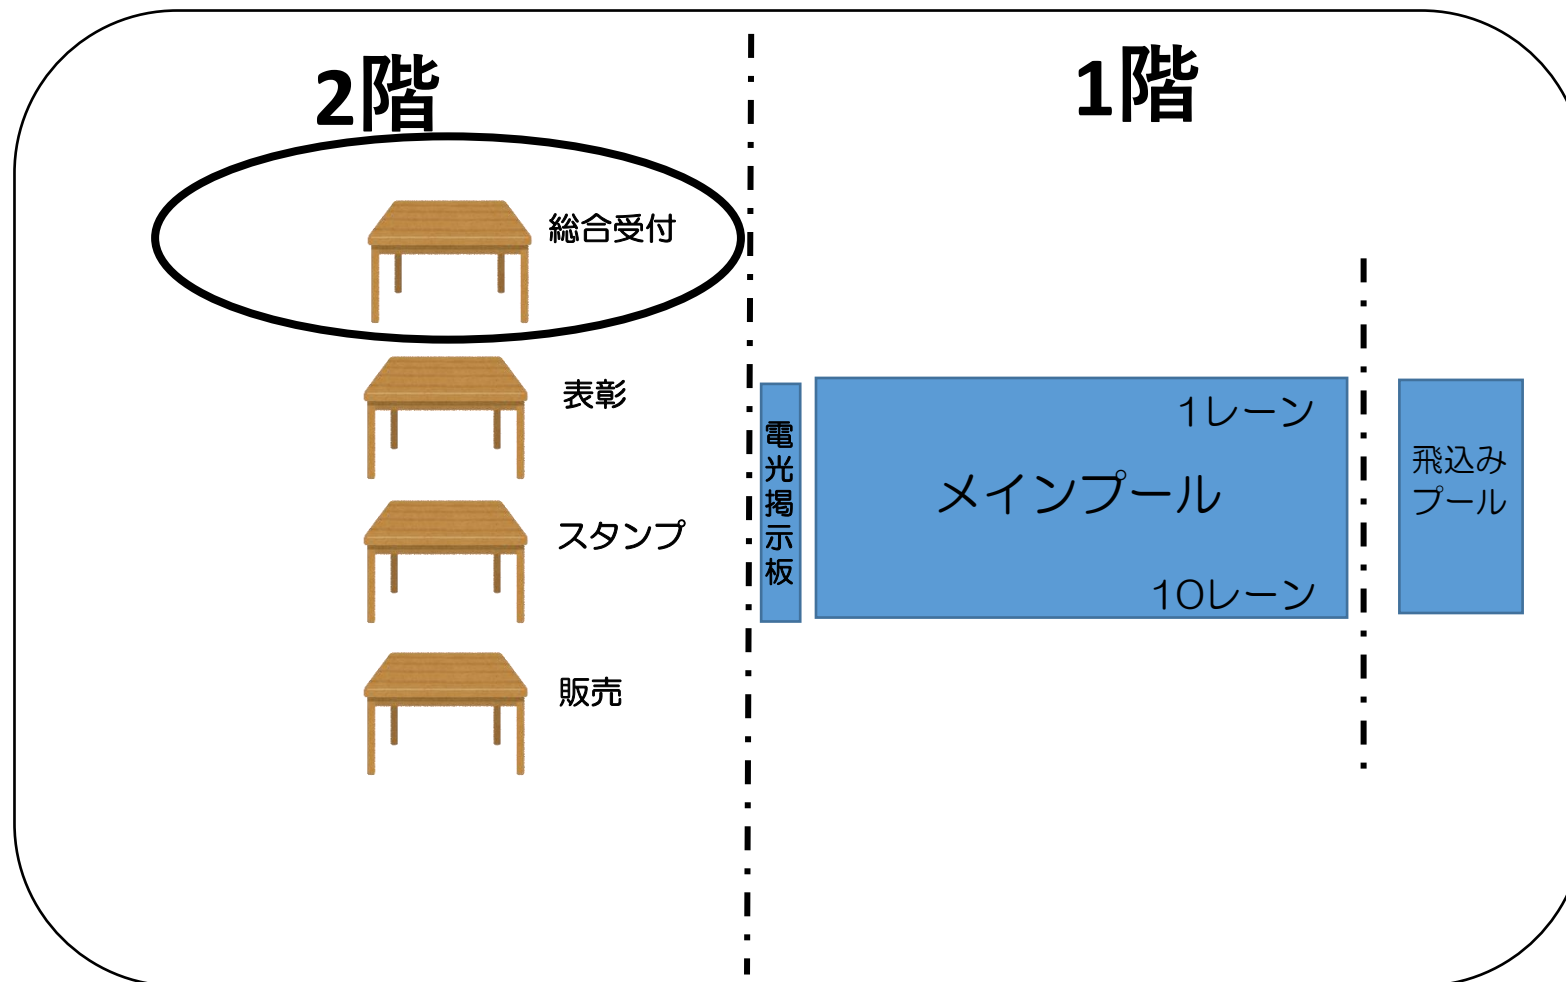 2階
総合受付
表彰
スタンプ
販売
1階
電光掲示板
1レーン
メインプール
10レーン
飛込み
プール